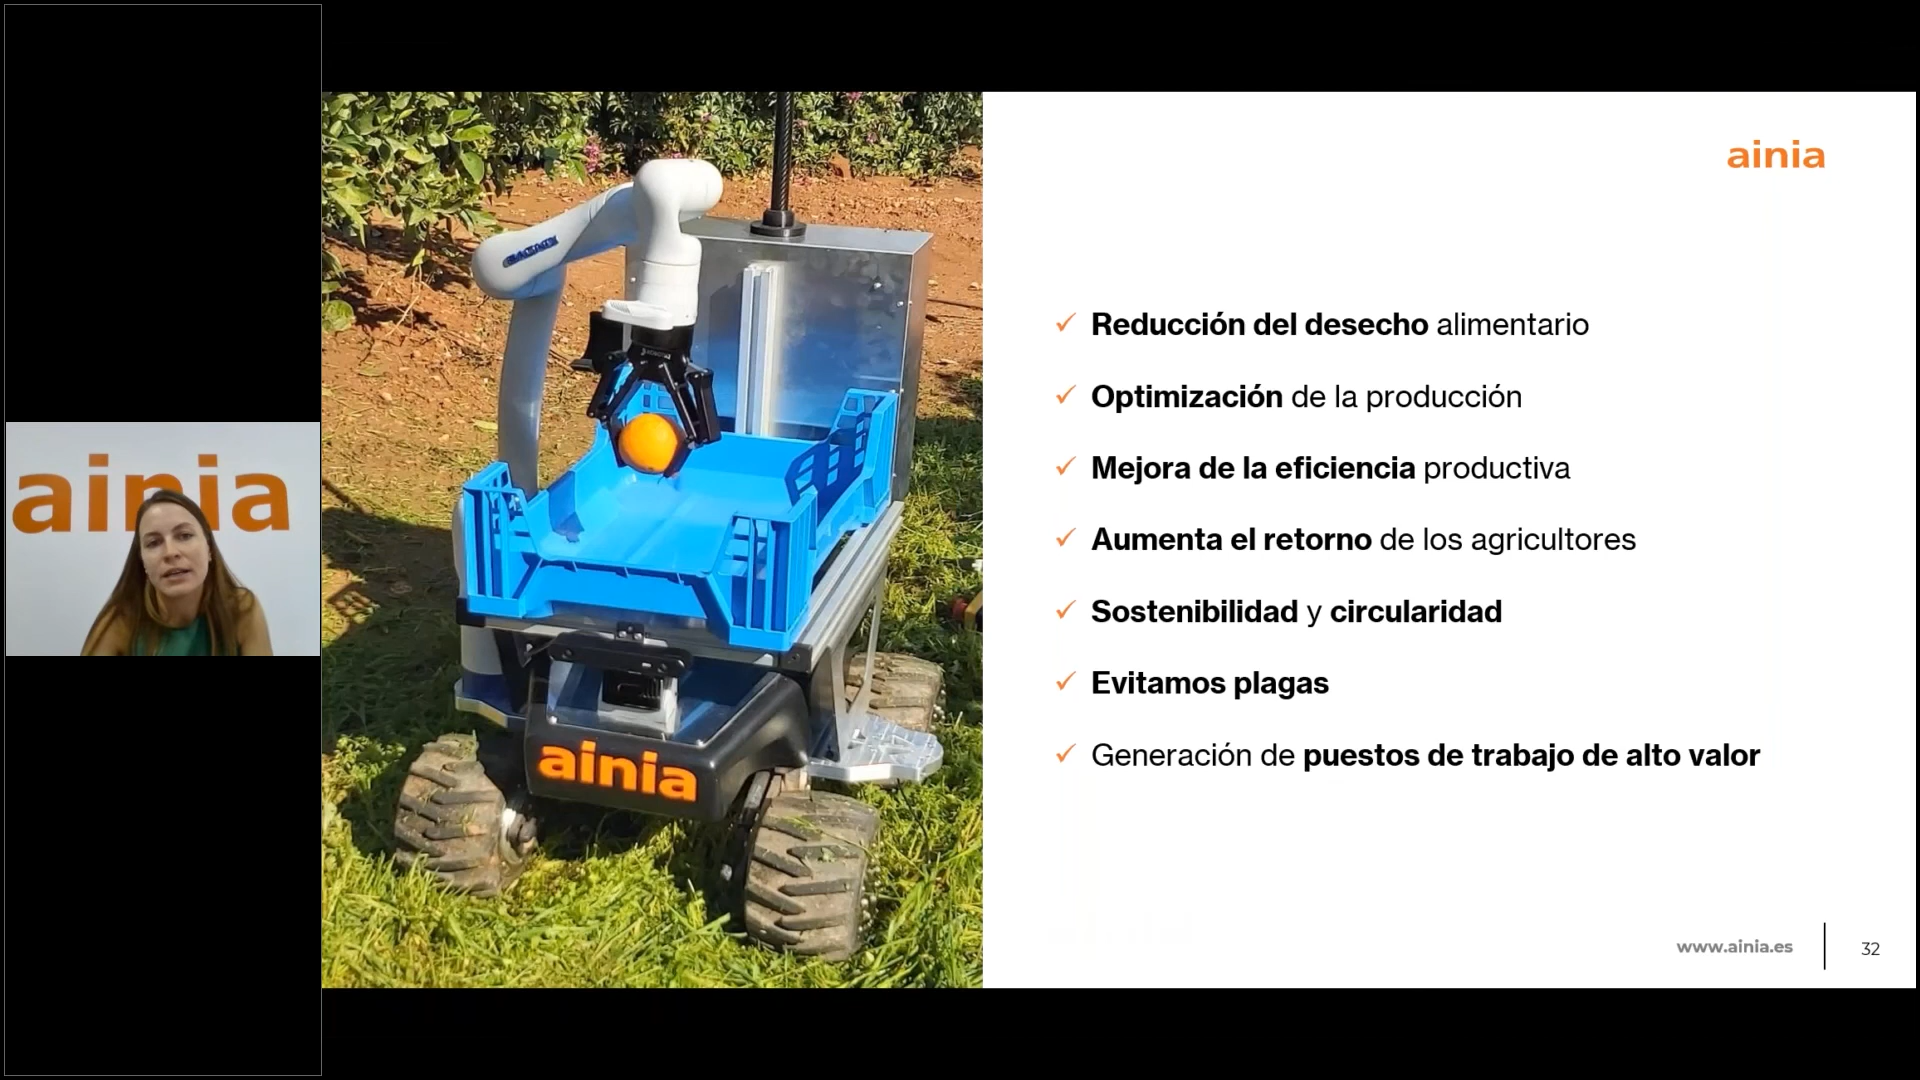 ainia
ainia
ainia
Reducción del desecho alimentario
Optimización de la producción
Mejora de la eficiencia productiva
Aumenta el retorno de los agricultores
Sostenibilidad y circularidad
Evitamos plagas
Generación de puestos de trabajo de alto valor
www.ainia.es
32